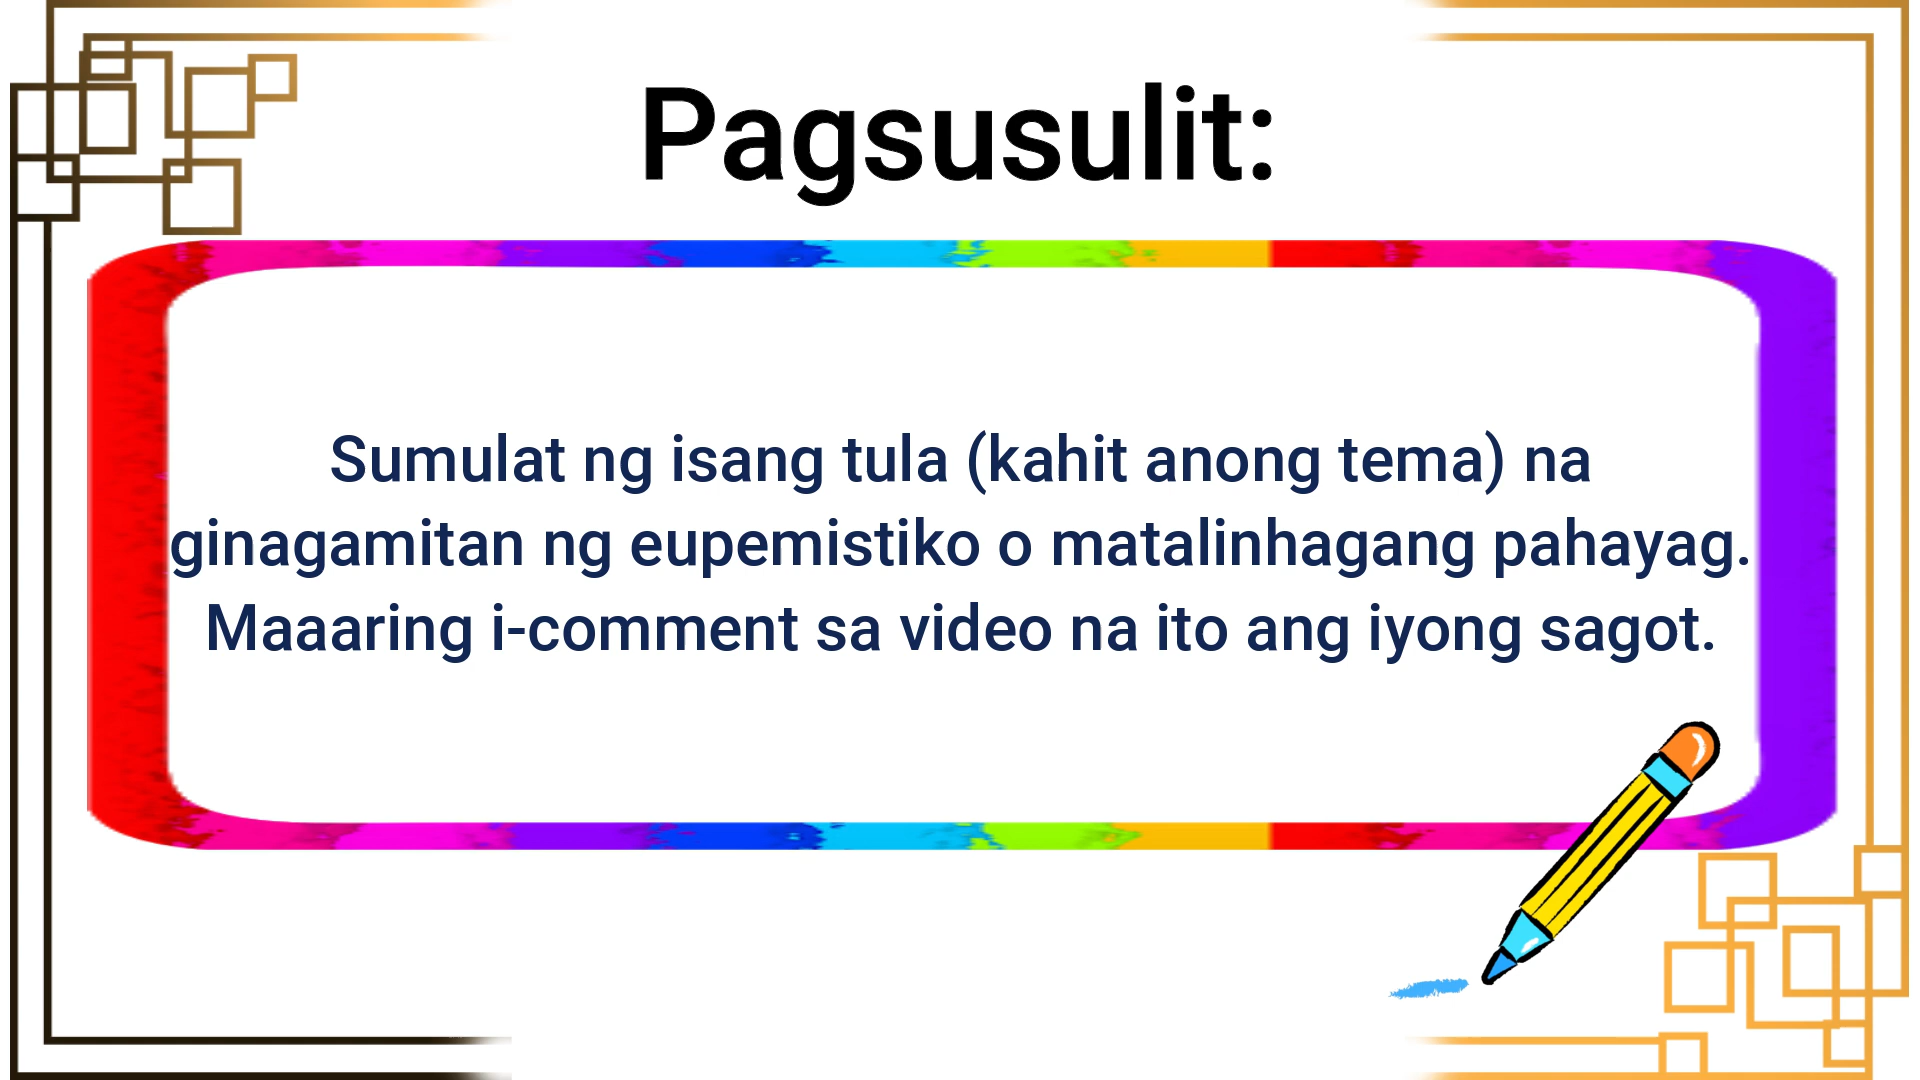 Pagsusulit:
Sumulat ng isang tula (kahit anong tema) na
ginagamitan ng eupemistiko o matalinhagang pahayag.
Maaaring i-comment sa video na ito ang iyong sagot.